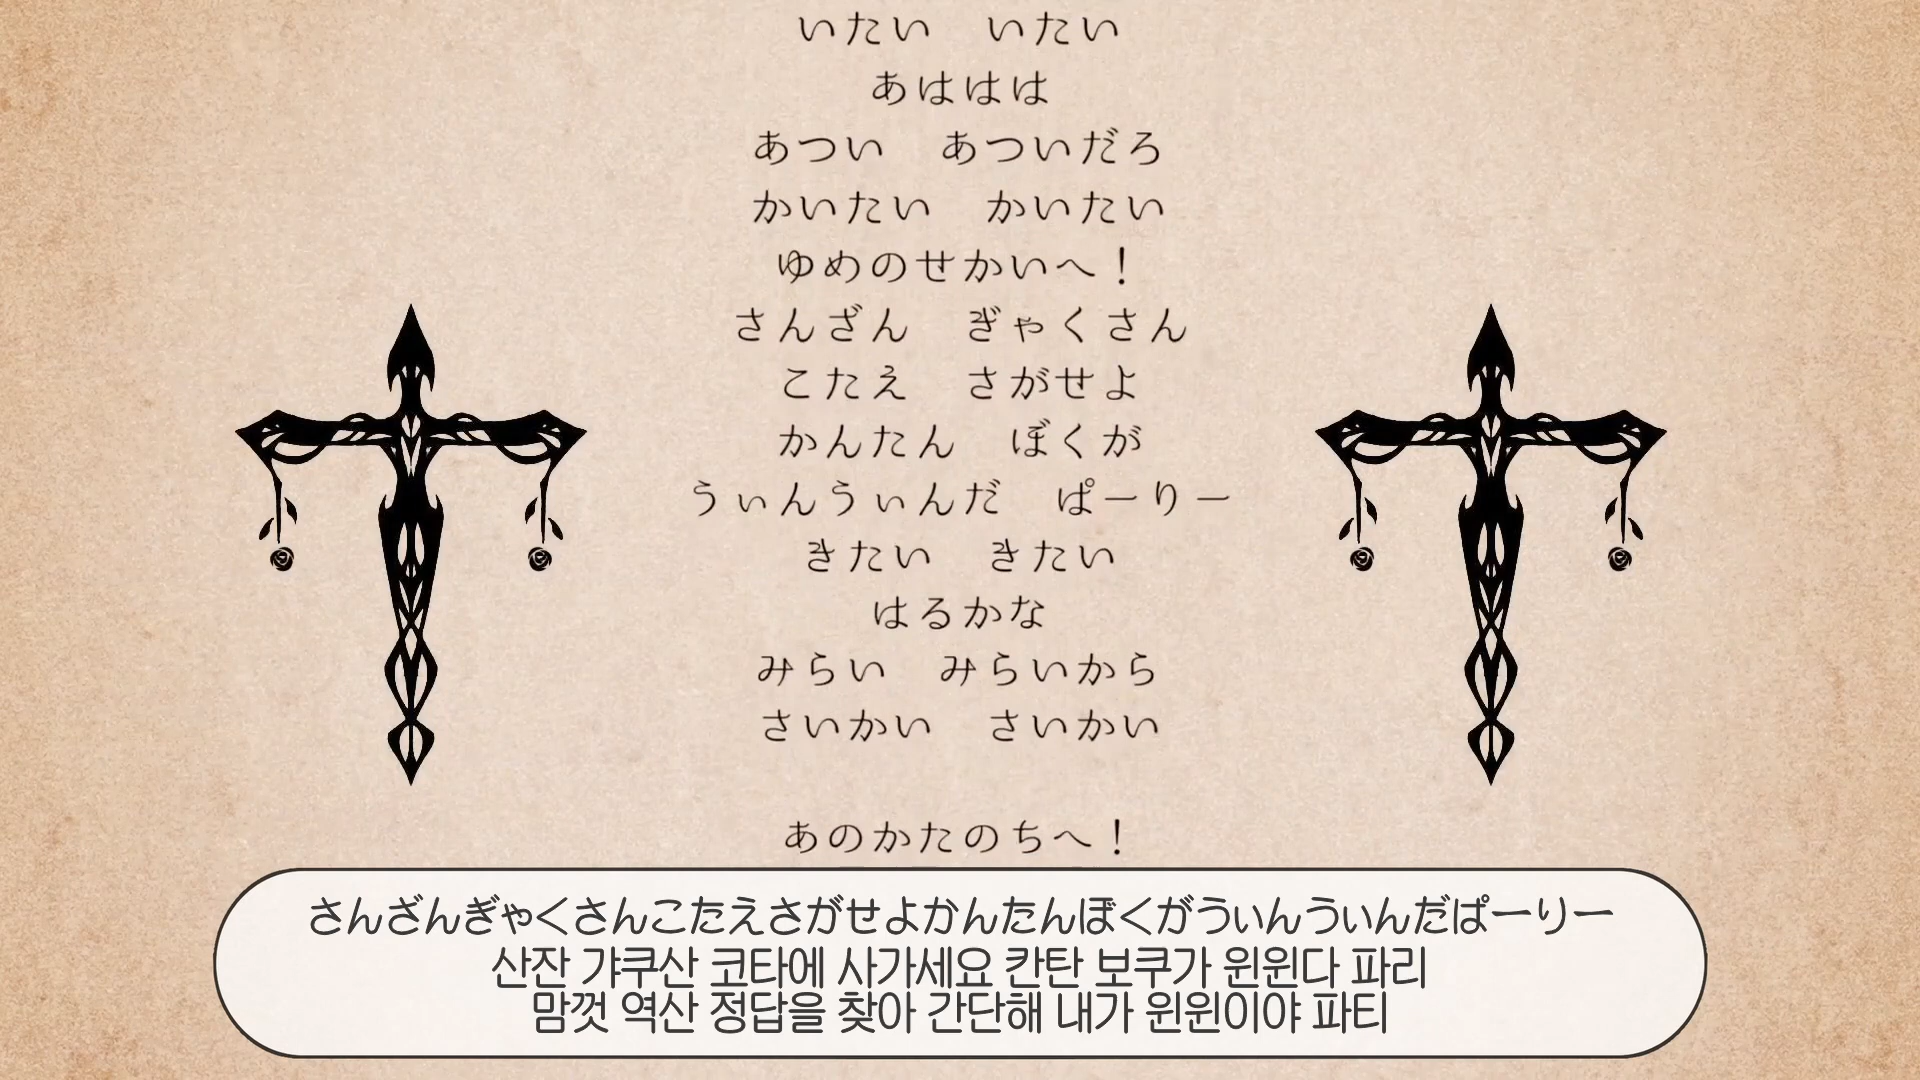 いたい　いたい
あははは
あつい　あついだろ
かいたい　かいたい
ゆめのせかいへ！
さんざん　ぎゃくさん
こたえ　さがせよ
かんたん　ぼくが
うぃんうぃんだ　ぱーりー
きたい　きたい
はるかな
みらい　みらいから
さいかい　さいかい
あのかたのちへ！
さんざんぎゃくさんこたえさがせよかんたんぼくがうぃんうぃんだぱーりー
산잔 갸쿠산 코타에 사가세요 칸탄 보쿠가 윈윈다 파리
맘껏 역산 정답을 찾아 간단해 내가 윈윈이야 파티